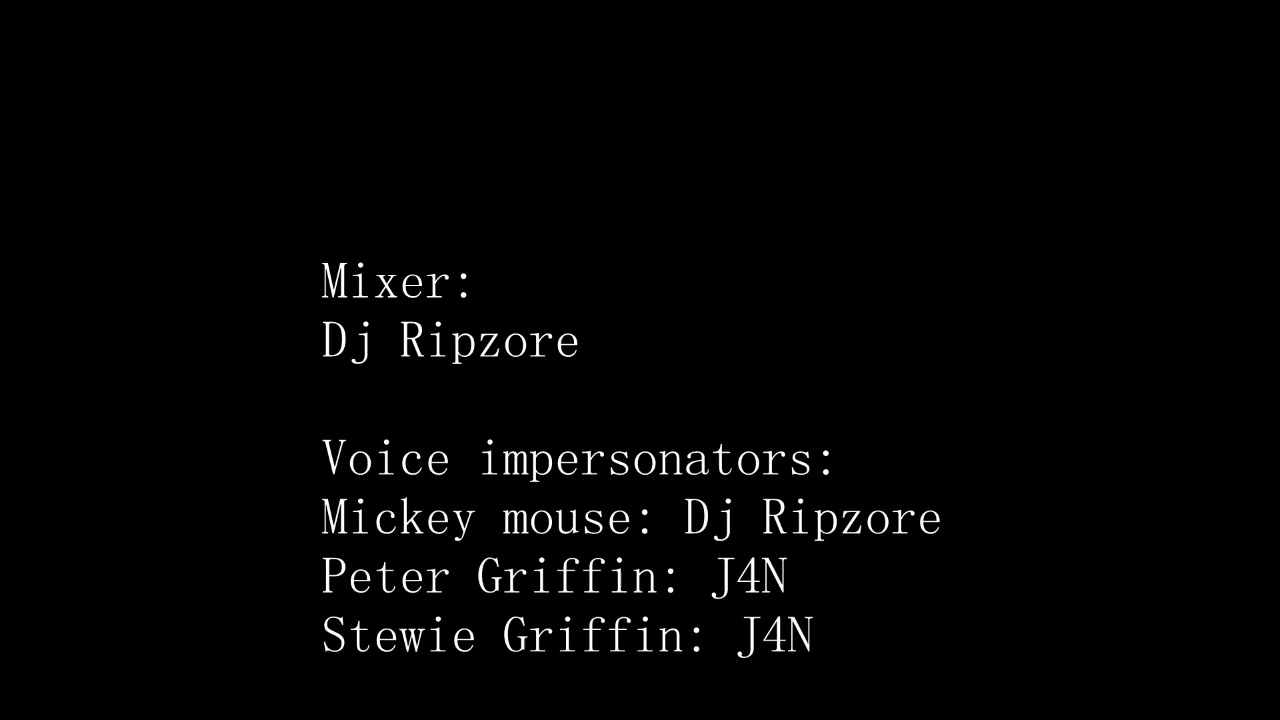 Mixer:
Dj Ripzore
Voice impersonators:
Mickey mouse: Dj Ripzore
Peter Griffin: J4N
Stewie Griffin: J4N